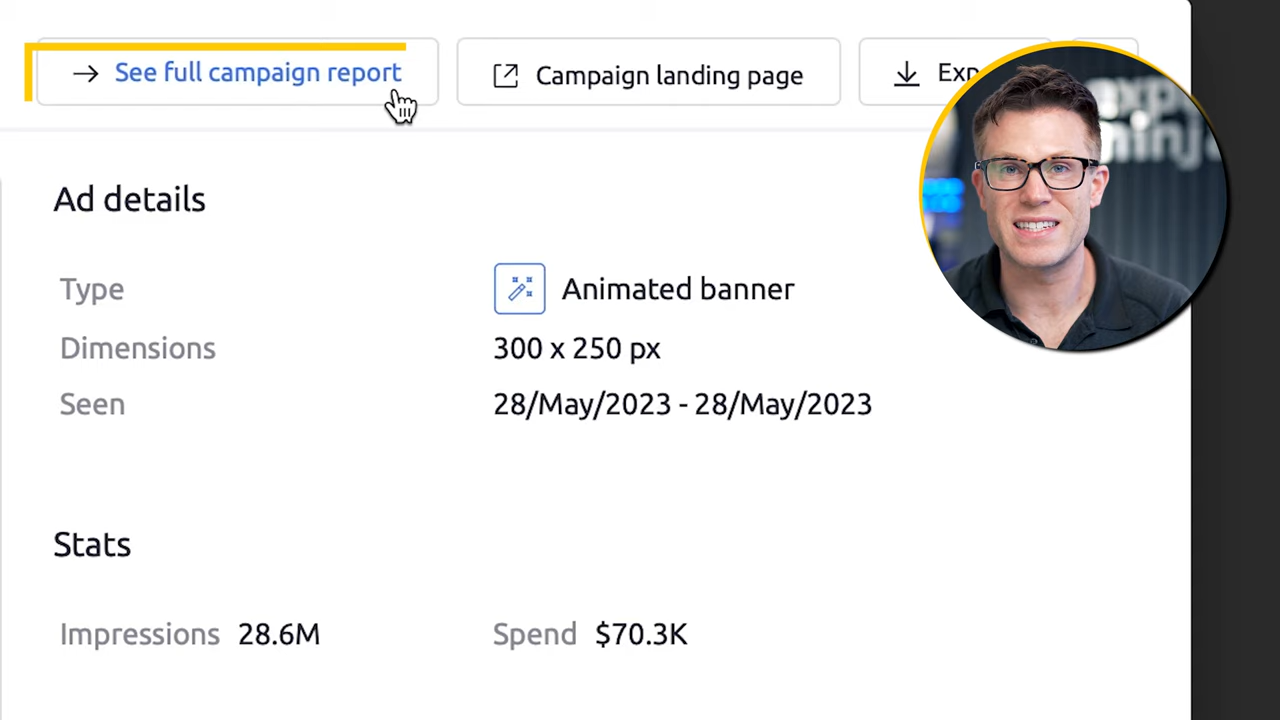 See full campaign report
Campaign landing page
Ad details
Type Animated banner
Dimensions 300 x 250 px
Seen 28/May/2023 - 28/May/2023
Stats
Impressions 28.6M Spend $70.3K